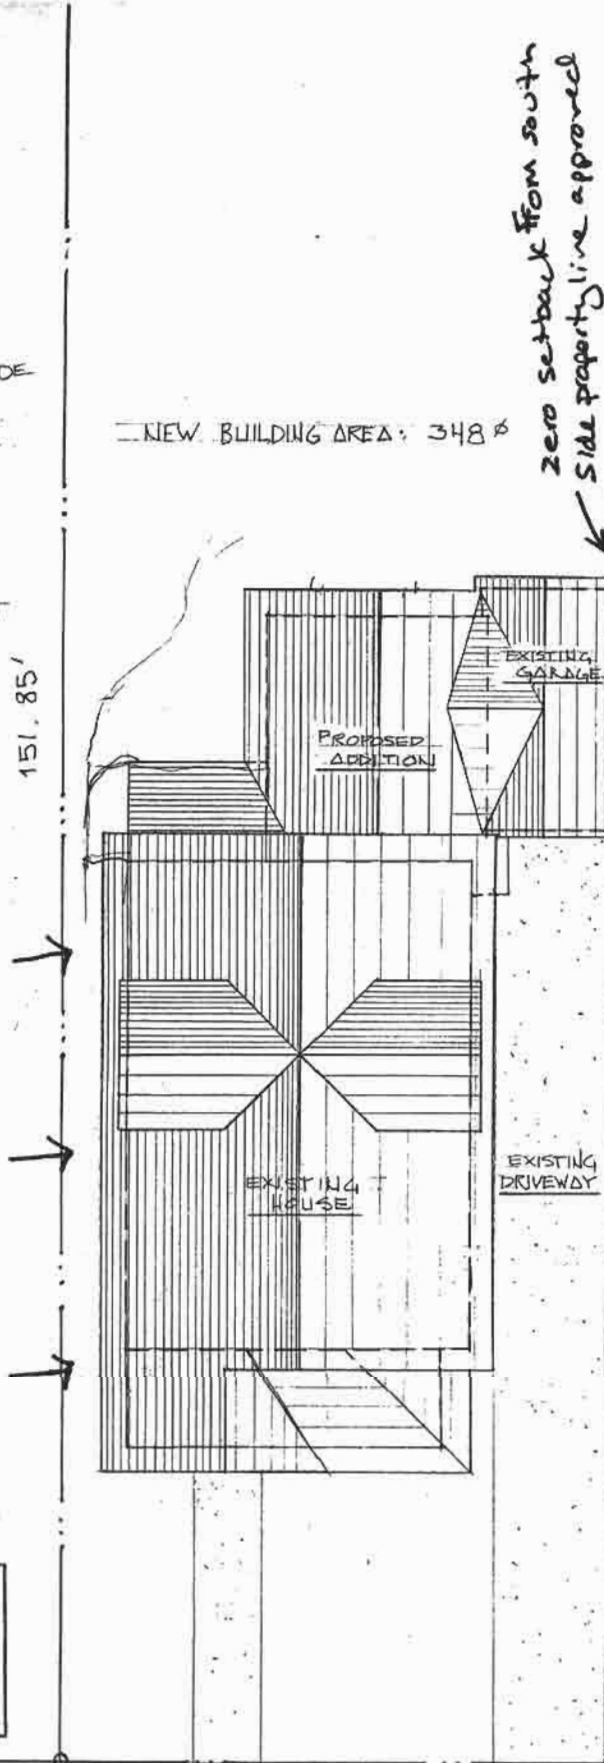 zero setback from south
side property line approved
DE
NEW BUILDING AREA: 348 ⌀
151.85'
EXISTING
GARAGE
PROPOSED
ADDITION
EXISTING
HOUSE
EXISTING
DRIVEWAY